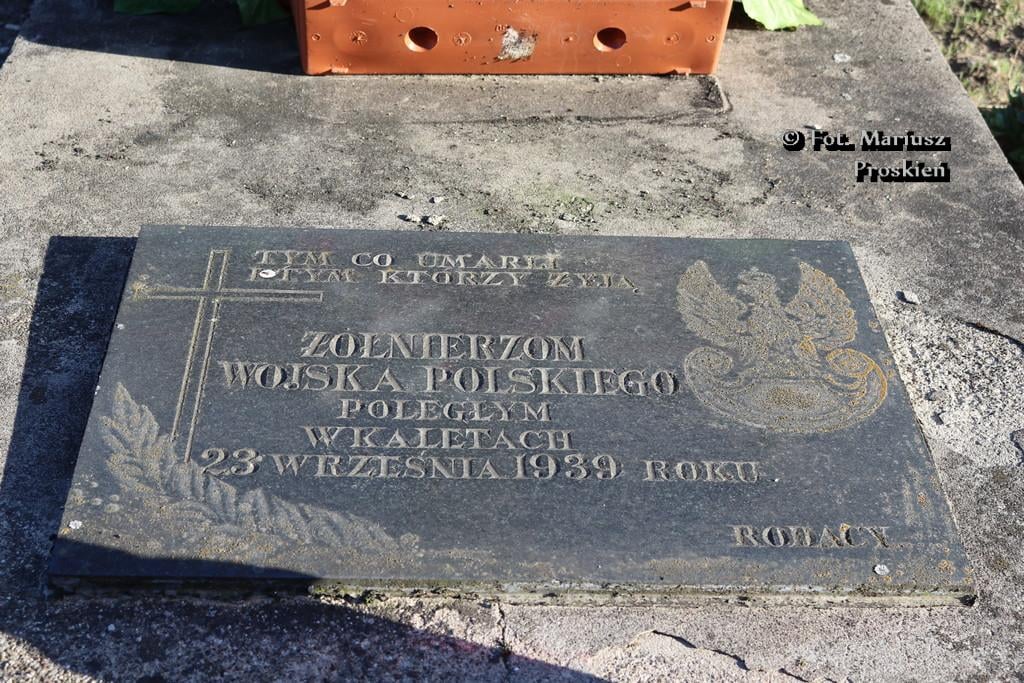 © Fot. Mariusz
Proskień
TYM CO UMARLI
I TYM KTÓRZY ŻYJĄ
ŻOŁNIERZOM
WOJSKA POLSKIEGO
POLEGŁYM
W KALETACH
23 WRZEŚNIA 1939 ROKU
RODACY